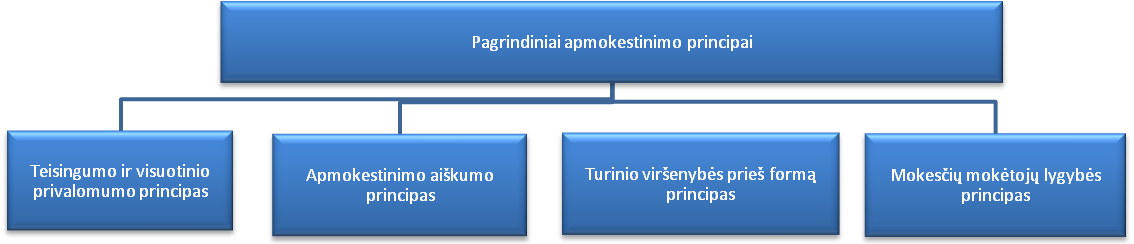 Pagrindiniai apmokestinimo principai
Teisingumo ir visuotinio
privalomumo principas
Apmokestinimo aiškumo
principas
Turinio viršenybės prieš formą
principas
Mokesčių mokėtojų lygybės
principas